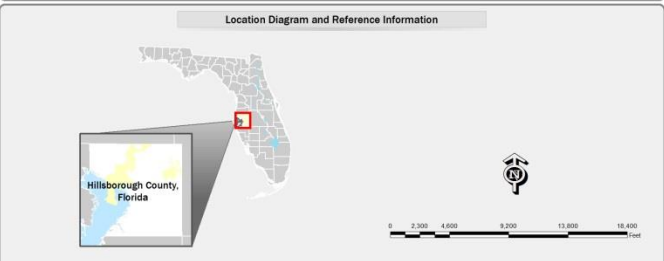 Location Diagram and Reference Information
Hillsborough County,
Florida
N
0 2,300 4,600 9,200 13,800 18,400
Feet